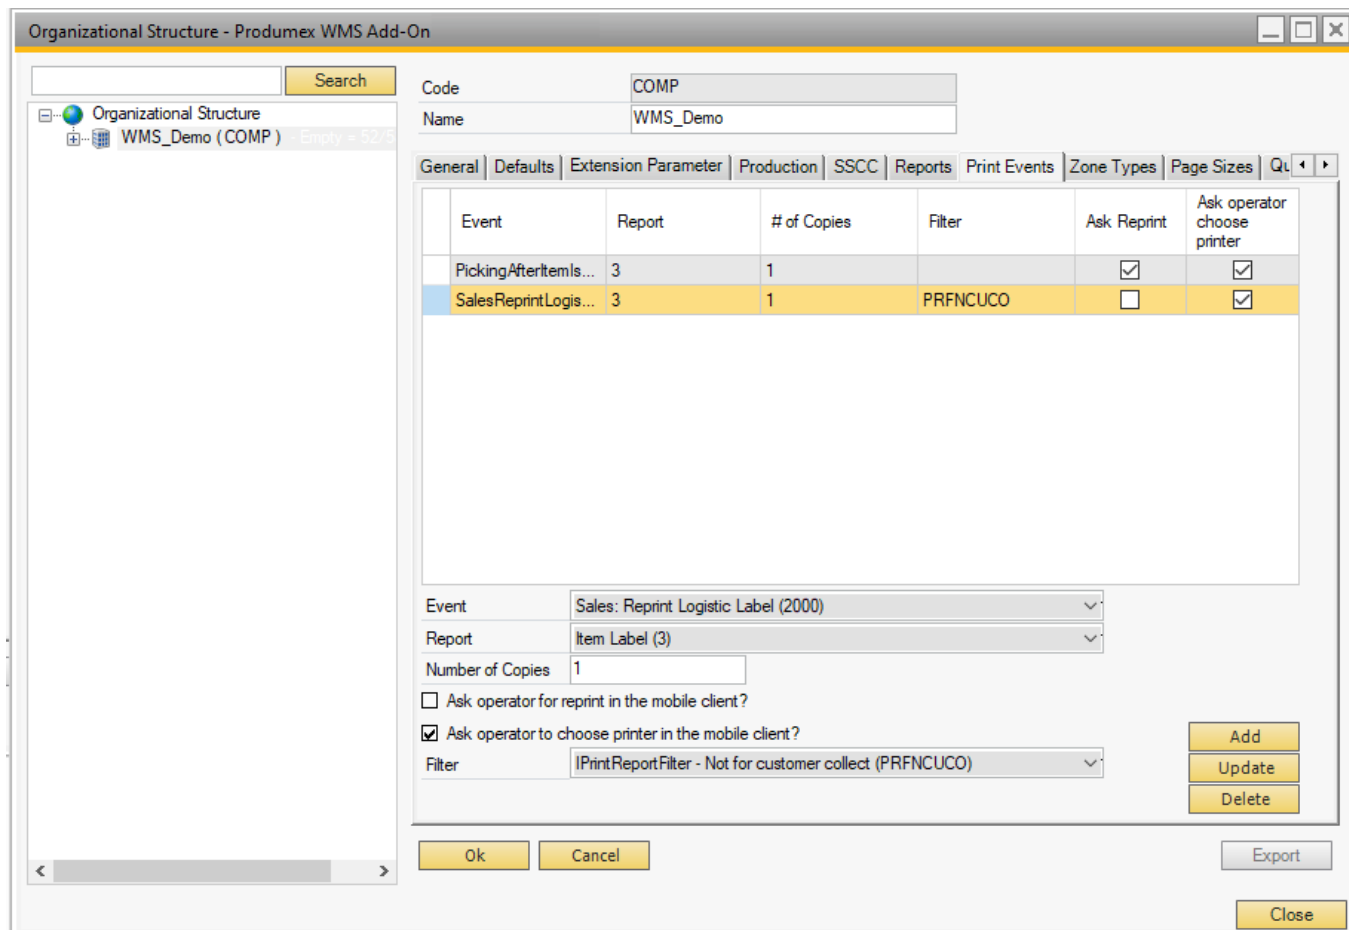 Organizational Structure - Produmex WMS Add-On
Search
Organizational Structure
WMS_Demo ( COMP ) - Empty = 52/5
Code COMP
Name WMS_Demo
General Defaults Extension Parameter Production SSCC Reports Print Events Zone Types Page Sizes
Event Report # of Copies Filter Ask Reprint Ask operator choose printer
PickingAfterItemIs... 3 1
SalesReprintLogis... 3 1 PRFNCUCO
Event Sales: Reprint Logistic Label (2000)
Report Item Label (3)
Number of Copies 1
Ask operator for reprint in the mobile client?
Ask operator to choose printer in the mobile client?
Filter IPrintReportFilter - Not for customer collect (PRFNCUCO)
Add
Update
Delete
Ok Cancel Export
Close